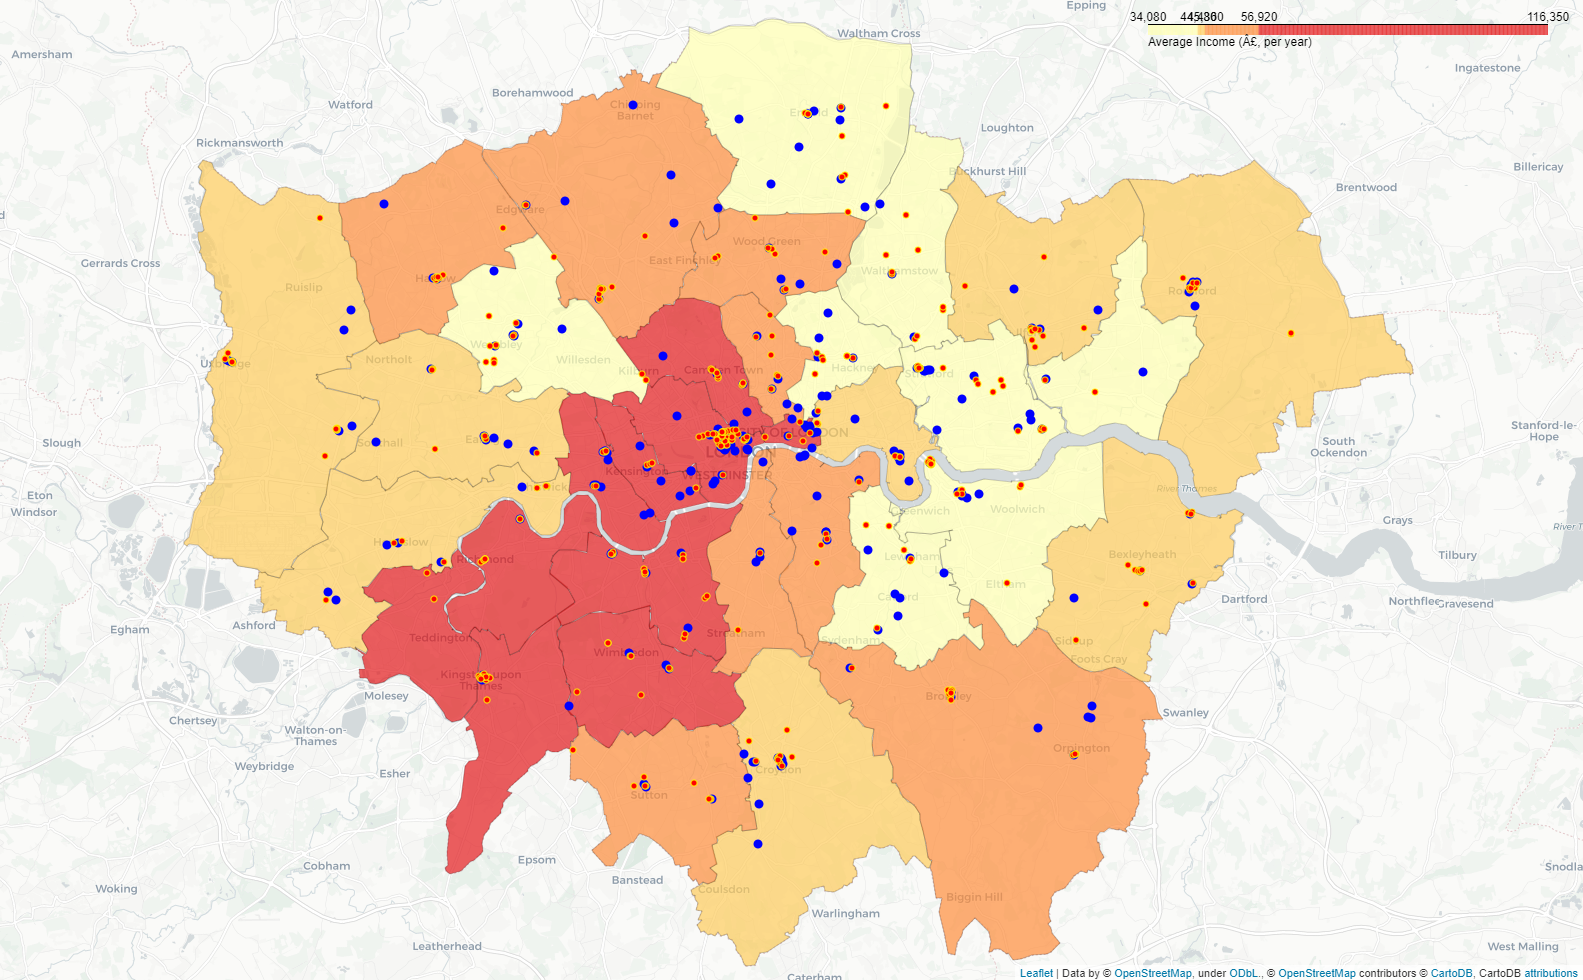 Epping
34,080
56,920
116,350
Average Income (Â£, per year)
Waltham Cross
Amersham
Ingatestone
Borehamwood
Watford
Chipping
Barnet
Enfield
Loughton
Rickmansworth
Buckhurst Hill
Billericay
Brentwood
Edgware
Wood Green
East Finchley
Gerrards Cross
Walthamstow
Ruislip
Harrow
Romford
Wembley
Northolt
Willesden
Uxbridge
Kilburn
Camden Town
Hackney
Stratford
Stortford-le-
Hope
Slough
Southall
Ealing
CITY OF LONDON
LONDON
South
Ockendon
Kensington
WESTMINSTER
Eton
Windsor
River Thames
Greenwich
Woolwich
Grays
River T
Hounslow
Richmond
Lewisham
Bexleyheath
Tilbury
Eltham
Catford
Dartford
Northfleet
Gravesend
Egham
Ashford
Teddington
Streatham
Sydenham
Sidcup
Wimbledon
Foots Cray
Kingston upon
Thames
Molesey
Bromley
Chertsey
Walton-on-
Thames
Swanley
Orpington
Weybridge
Esher
Croydon
Sutton
Cobham
Epsom
Snodla
Banstead
Woking
Coulsdon
Biggin Hill
Warlingham
Leatherhead
West Malling
Caterham
Leaflet | Data by © OpenStreetMap, under ODbL., © OpenStreetMap contributors © CartoDB, CartoDB attributions